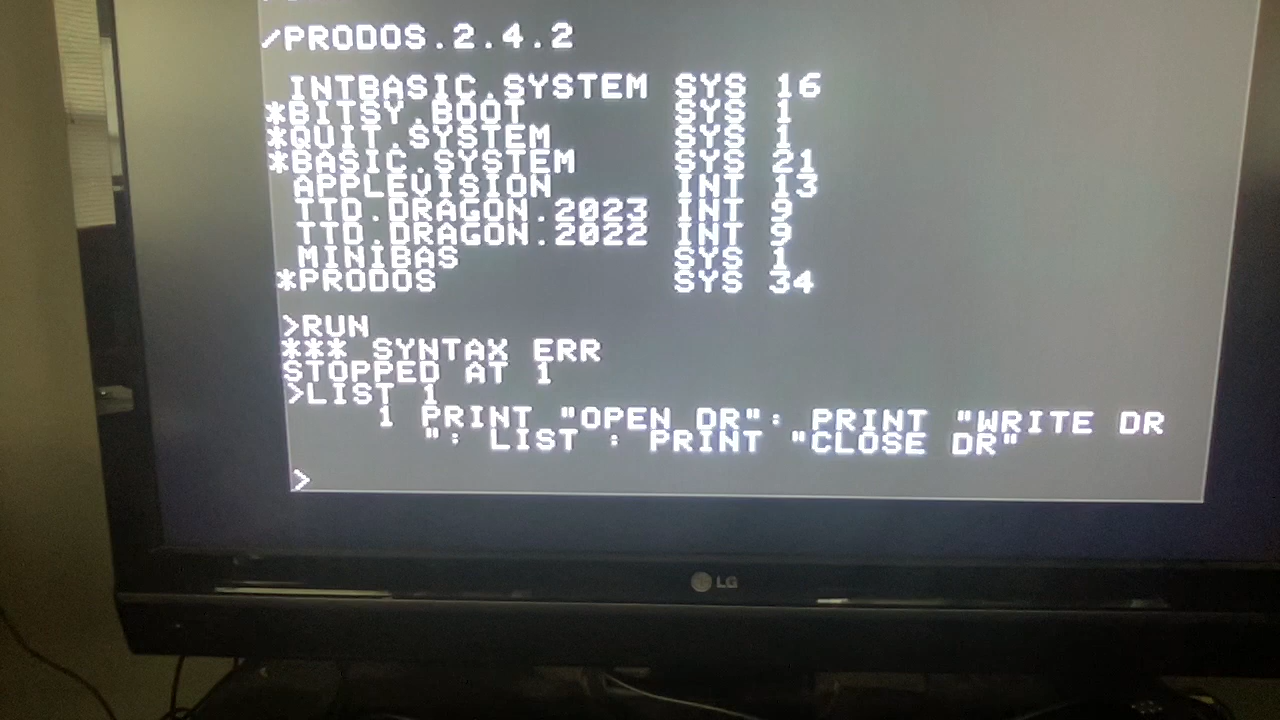 /PRODOS.2.4.2
INTBASIC.SYSTEM SYS 16
*BITSY.BOOT SYS 1
*QUIT.SYSTEM SYS 1
*BASIC.SYSTEM SYS 21
APPLEVISION INT 13
TTD.DRAGON.2023 INT 9
TTD.DRAGON.2022 INT 9
MINIBAS SYS 1
*PRODOS SYS 34
>RUN
*** SYNTAX ERR
STOPPED AT 1
>LIST 1
1 PRINT "OPEN DR": PRINT "WRITE DR
": LIST : PRINT "CLOSE DR"
>
LG